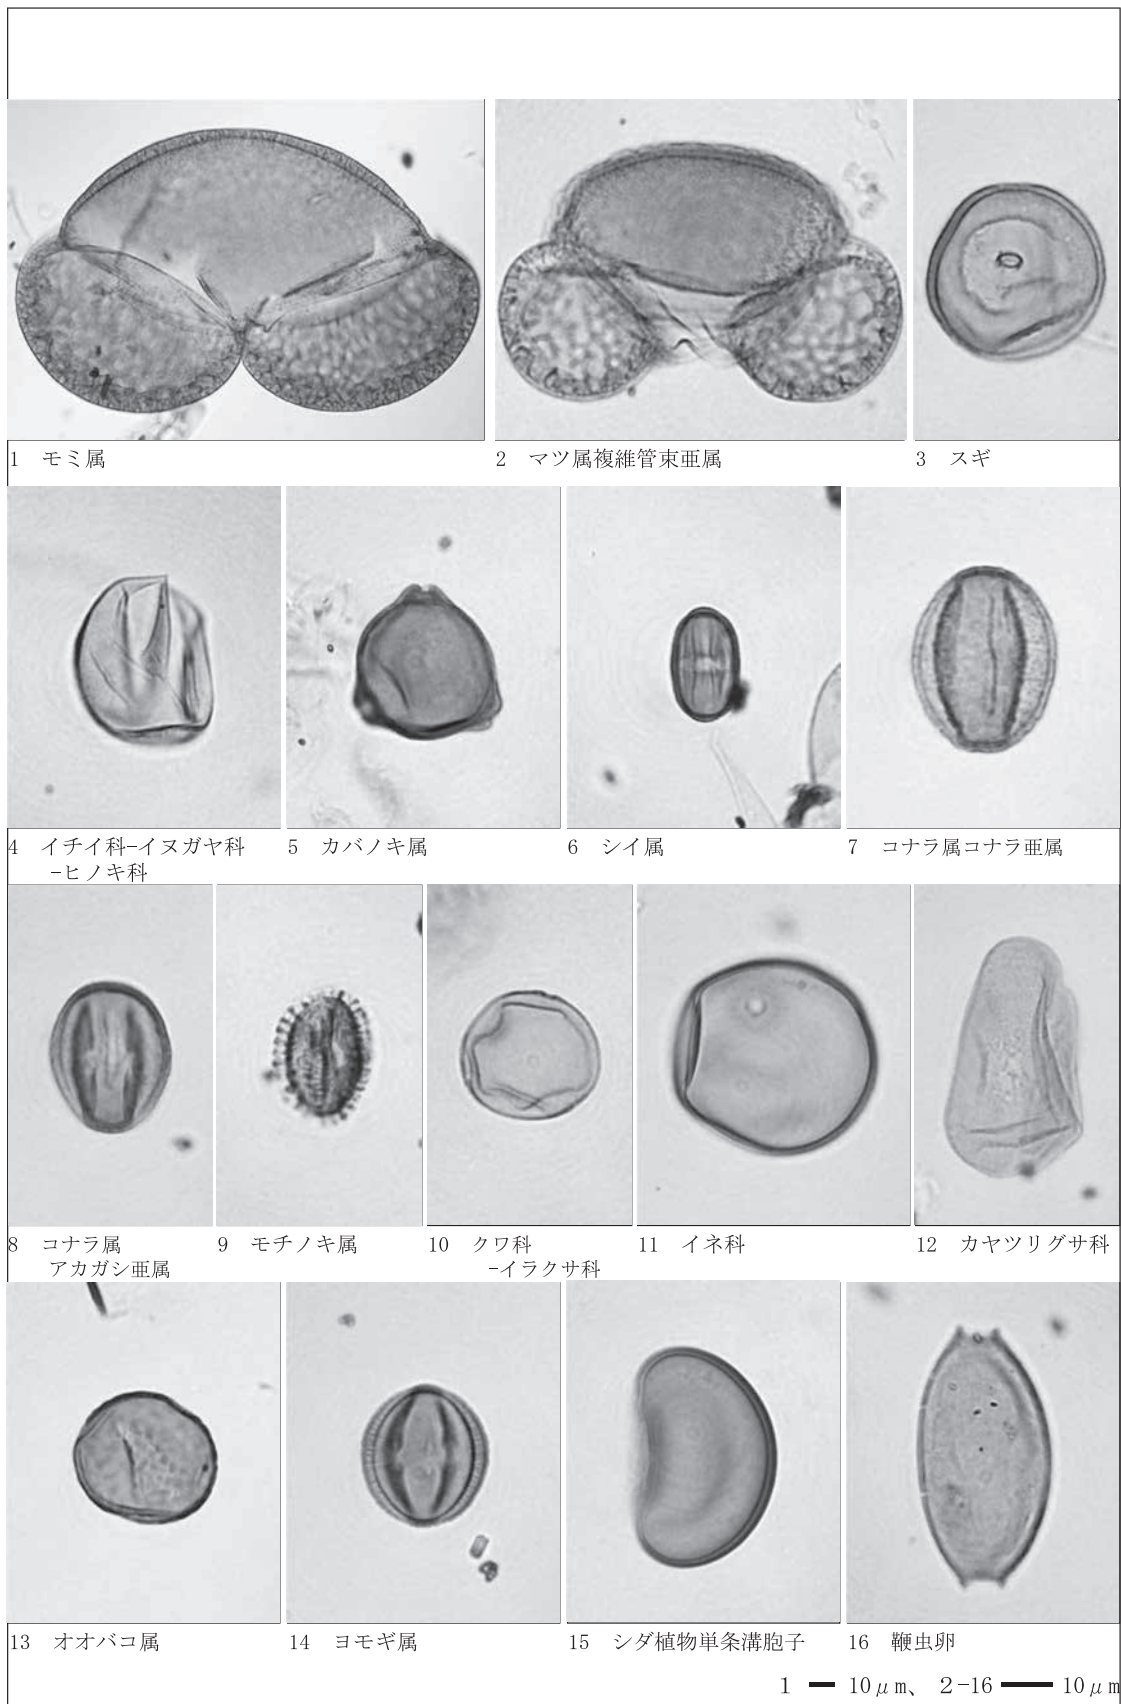 1 モミ属
2 マツ属複維管束亜属
3 スギ
4 イチイ科-イヌガヤ科
-ヒノキ科
5 カバノキ属
6 シイ属
7 コナラ属コナラ亜属
8 コナラ属
アカガシ亜属
9 モチノキ属
10 クワ科
-イラクサ科
11 イネ科
12 カヤツリグサ科
13 オオバコ属
14 ヨモギ属
15 シダ植物単条溝胞子
16 鞭虫卵
1 10μm、 2-16 10μm